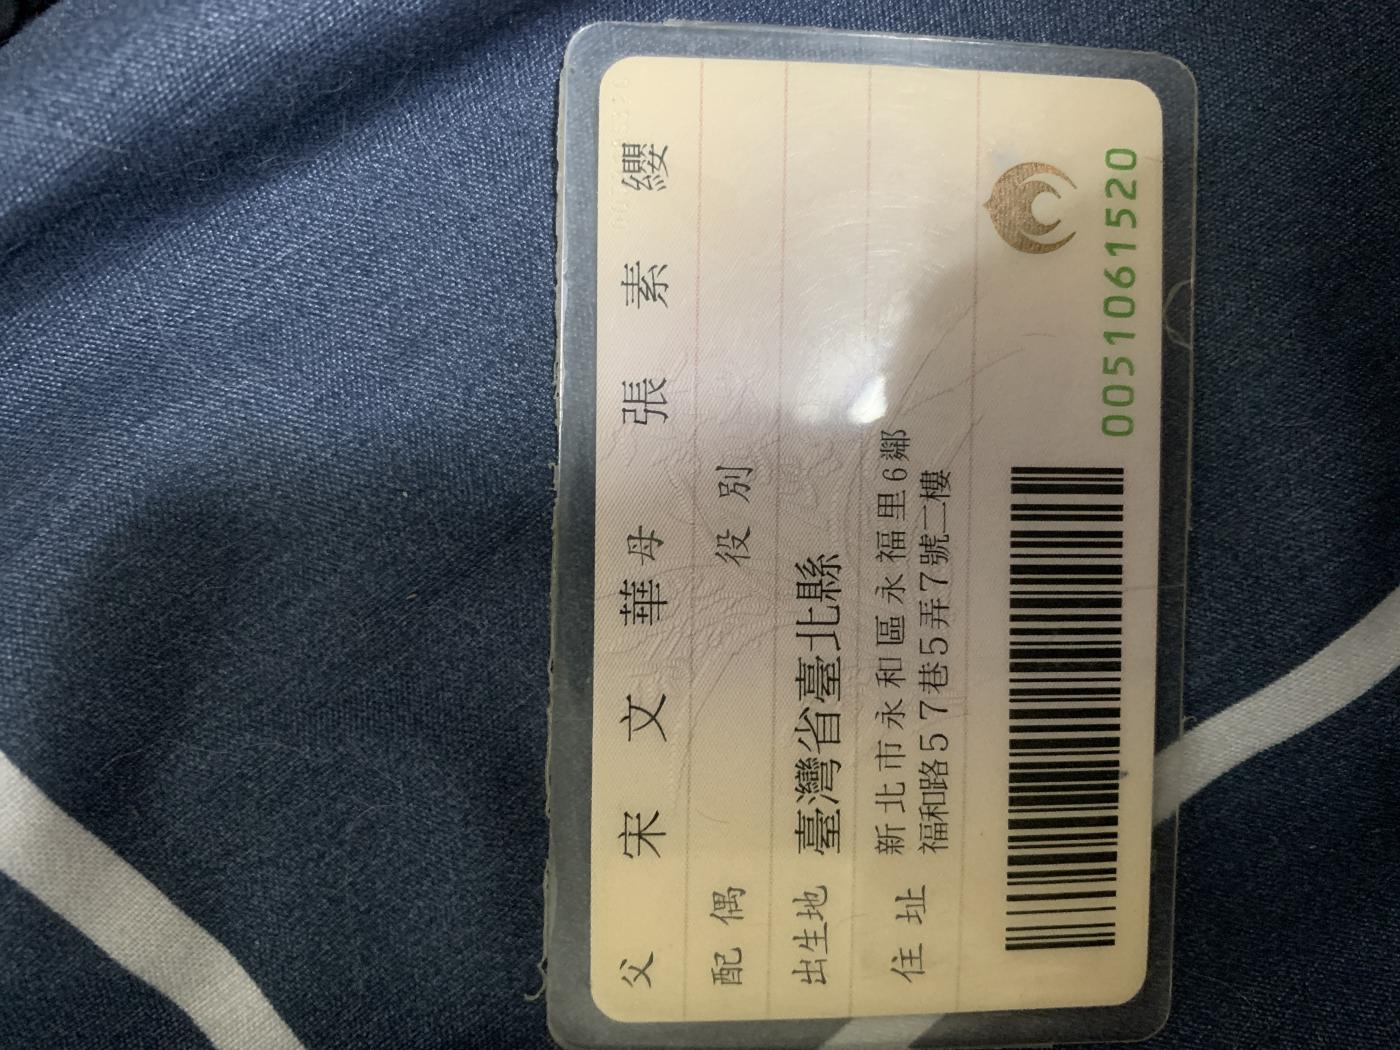 父 宋文華 母 張素纓
配偶 役別
出生地 臺灣省臺北縣
住址 新北市永和區永福里6鄰
福和路57巷5弄7號二樓
0051061520